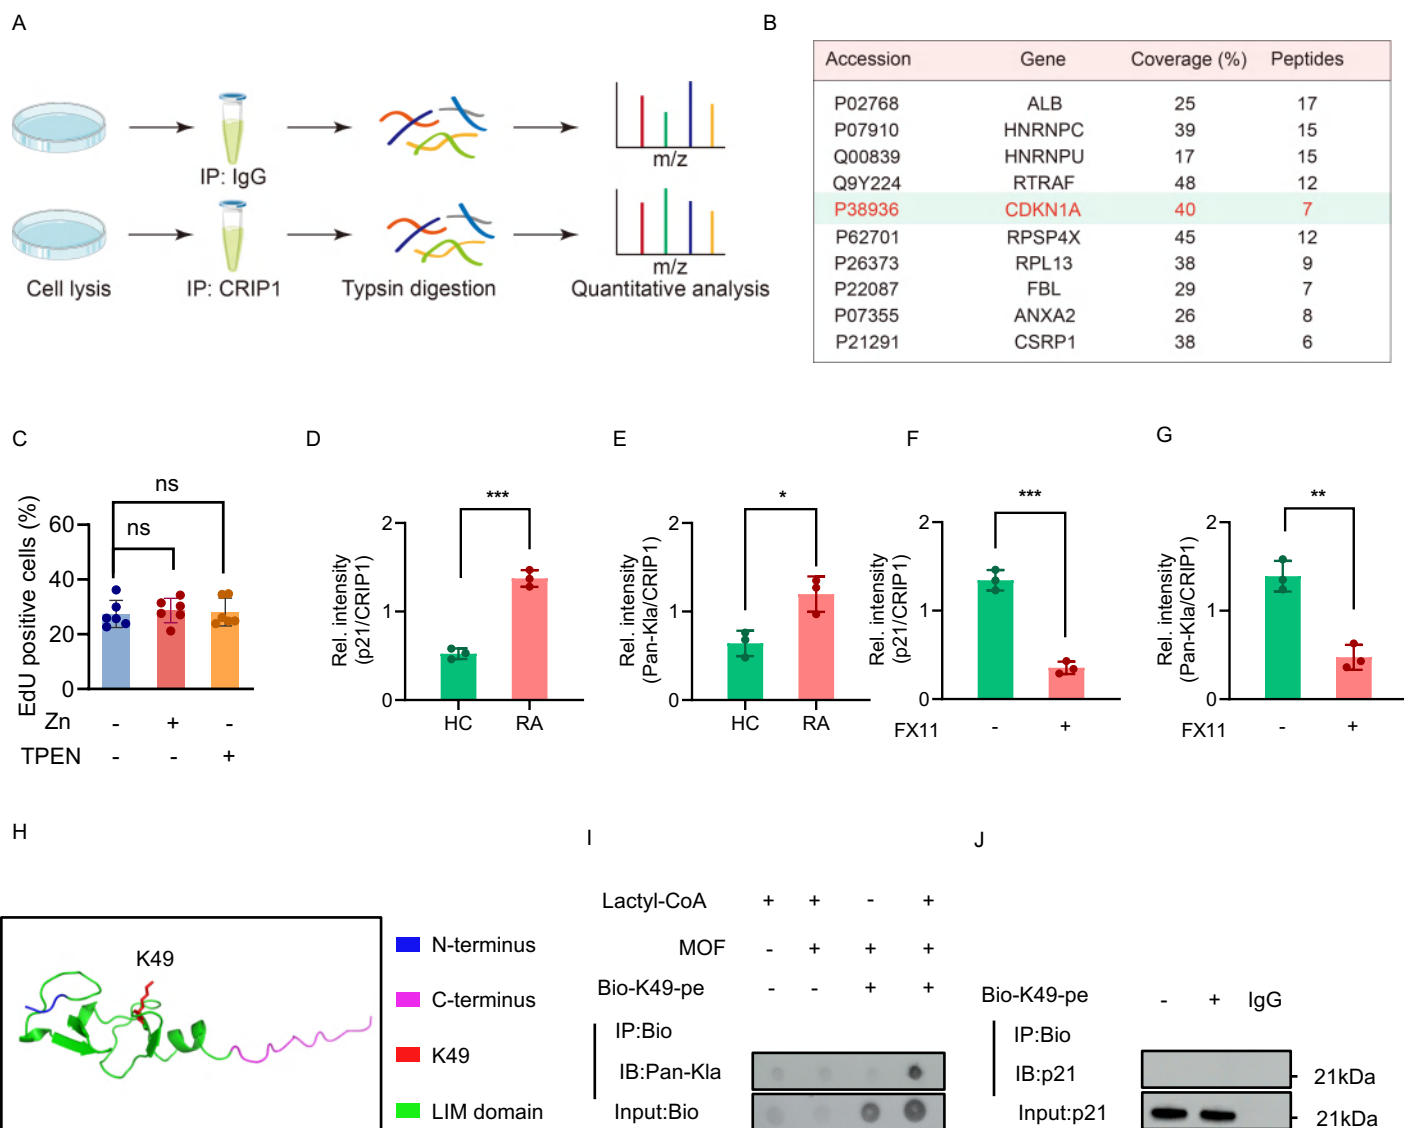 A
IP: IgG
m/z
Cell lysis
IP: CRIP1
Typsin digestion
m/z
Quantitative analysis
B
Accession Gene Coverage (%) Peptides
P02768 ALB 25 17
P07910 HNRNPC 39 15
Q00839 HNRNPU 17 15
Q9Y224 RTRAF 48 12
P38936 CDKN1A 40 7
P62701 RPSP4X 45 12
P26373 RPL13 38 9
P22087 FBL 29 7
P07355 ANXA2 26 8
P21291 CSRP1 38 6
C
EdU positive cells (%)
60
40
20
0
ns
ns
Zn - + -
TPEN - - +
D
Rel. intensity
(p21/CRIP1)
2
1
0
***
HC RA
E
Rel. intensity
(Pan-Kla/CRIP1)
2
1
0
*
HC RA
F
Rel. intensity
(p21/CRIP1)
2
1
0
***
FX11 - +
G
Rel. intensity
(Pan-Kla/CRIP1)
2
1
0
**
FX11 - +
H
K49
N-terminus
C-terminus
K49
LIM domain
I
Lactyl-CoA + + - +
MOF - + + +
Bio-K49-pe - - + +
IP:Bio
IB:Pan-Kla
Input:Bio
J
Bio-K49-pe - + IgG
IP:Bio
IB:p21 21kDa
Input:p21 21kDa